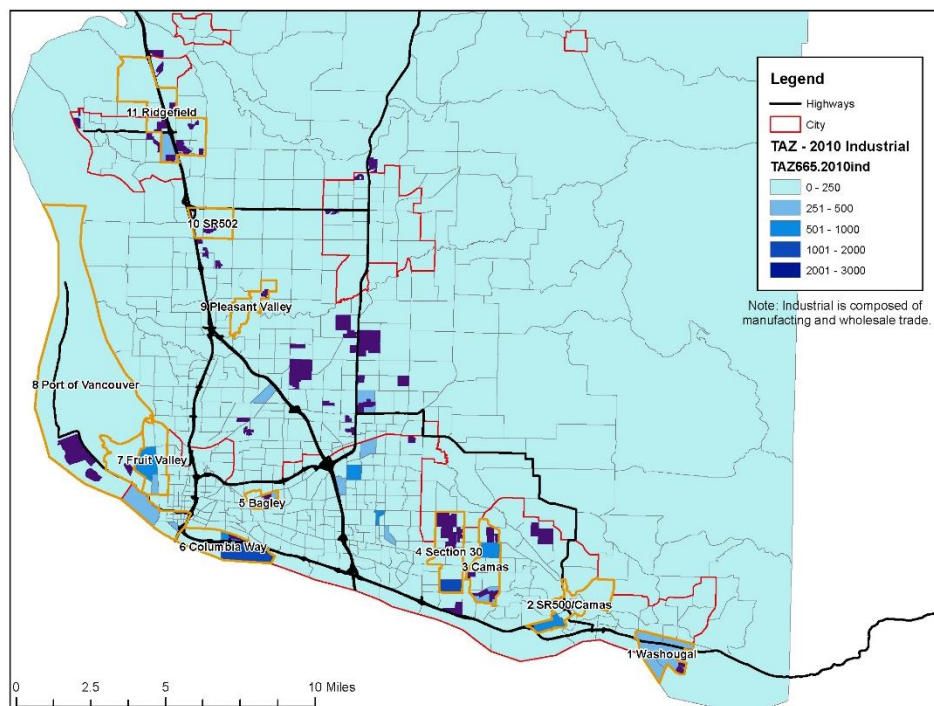 Legend
Highways
City
TAZ - 2010 Industrial
TAZ665.2010ind
0 - 250
251 - 500
501 - 1000
1001 - 2000
2001 - 3000
Note: Industrial is composed of
manufacting and wholesale trade.
11 Ridgefield
10 SR502
9 Pleasant Valley
8 Port of Vancouver
7 Fruit Valley
5 Bagley
6 Columbia Way
4 Section 30
3 Camas
2 SR500/Camas
1 Washougal
0 2.5 5 10 Miles